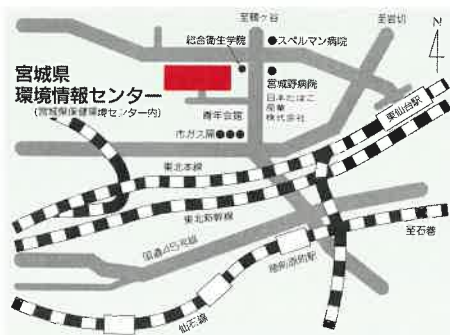 至鶴ケ谷
至岩切
N
総合衛生学院
スペルマン病院
宮城県
環境情報センター
(宮城県保健環境センター内)
宮城野病院
日本たばこ
産業
株式会社
青年会館
市ガス局
東仙台駅
東北本線
東北新幹線
国道45号線
陸前原町駅
至石巻
仙石線